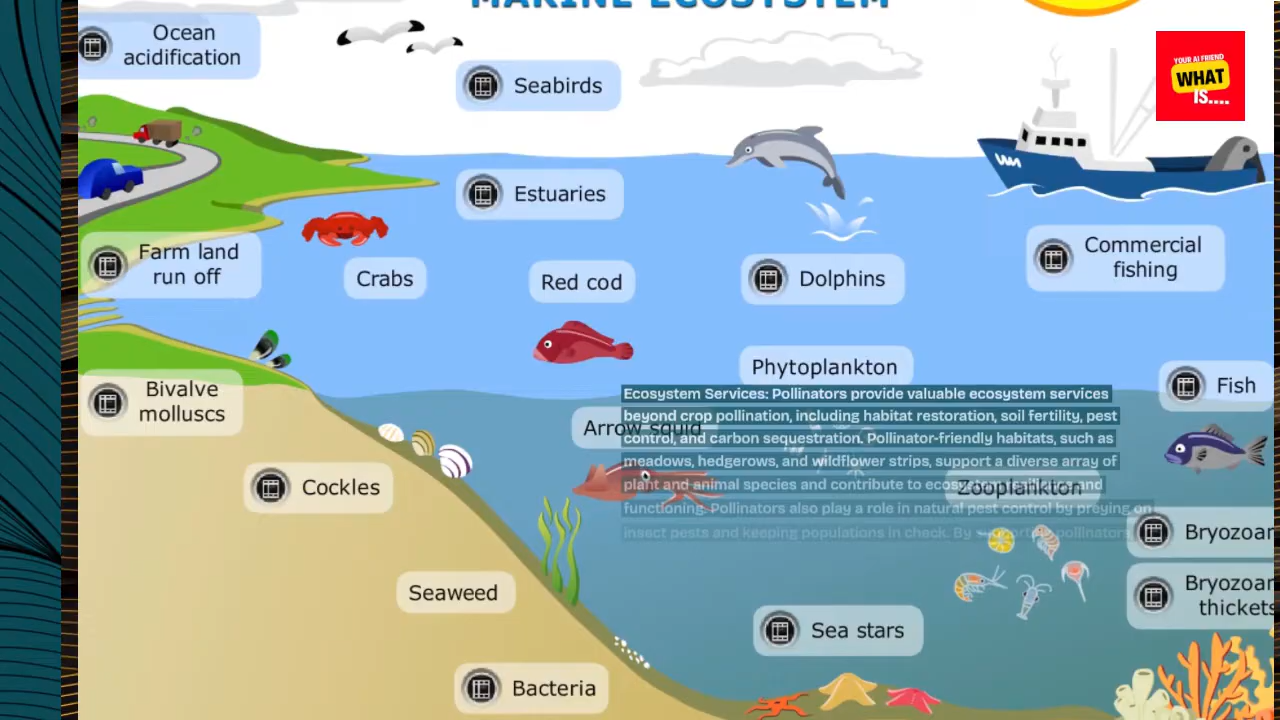 MARINE ECOSYSTEM
YOUR AI FRIEND
WHAT
IS....
Ocean
acidification
Seabirds
Estuaries
Farm land
run off
Crabs
Red cod
Dolphins
Commercial
fishing
Phytoplankton
Fish
Bivalve
molluscs
Arrow squid
Ecosystem Services: Pollinators provide valuable ecosystem services
beyond crop pollination, including habitat restoration, soil fertility, pest
control, and carbon sequestration. Pollinator-friendly habitats, such as
meadows, hedgerows, and wildflower strips, support a diverse array of
plant and animal species and contribute to ecosystem resilience and
functioning. Pollinators also play a role in natural pest control by preying on
insect pests and keeping populations in check. By supporting pollinators
Zooplankton
Cockles
Bryozoan
Bryozoan
thickets
Seaweed
Sea stars
Bacteria